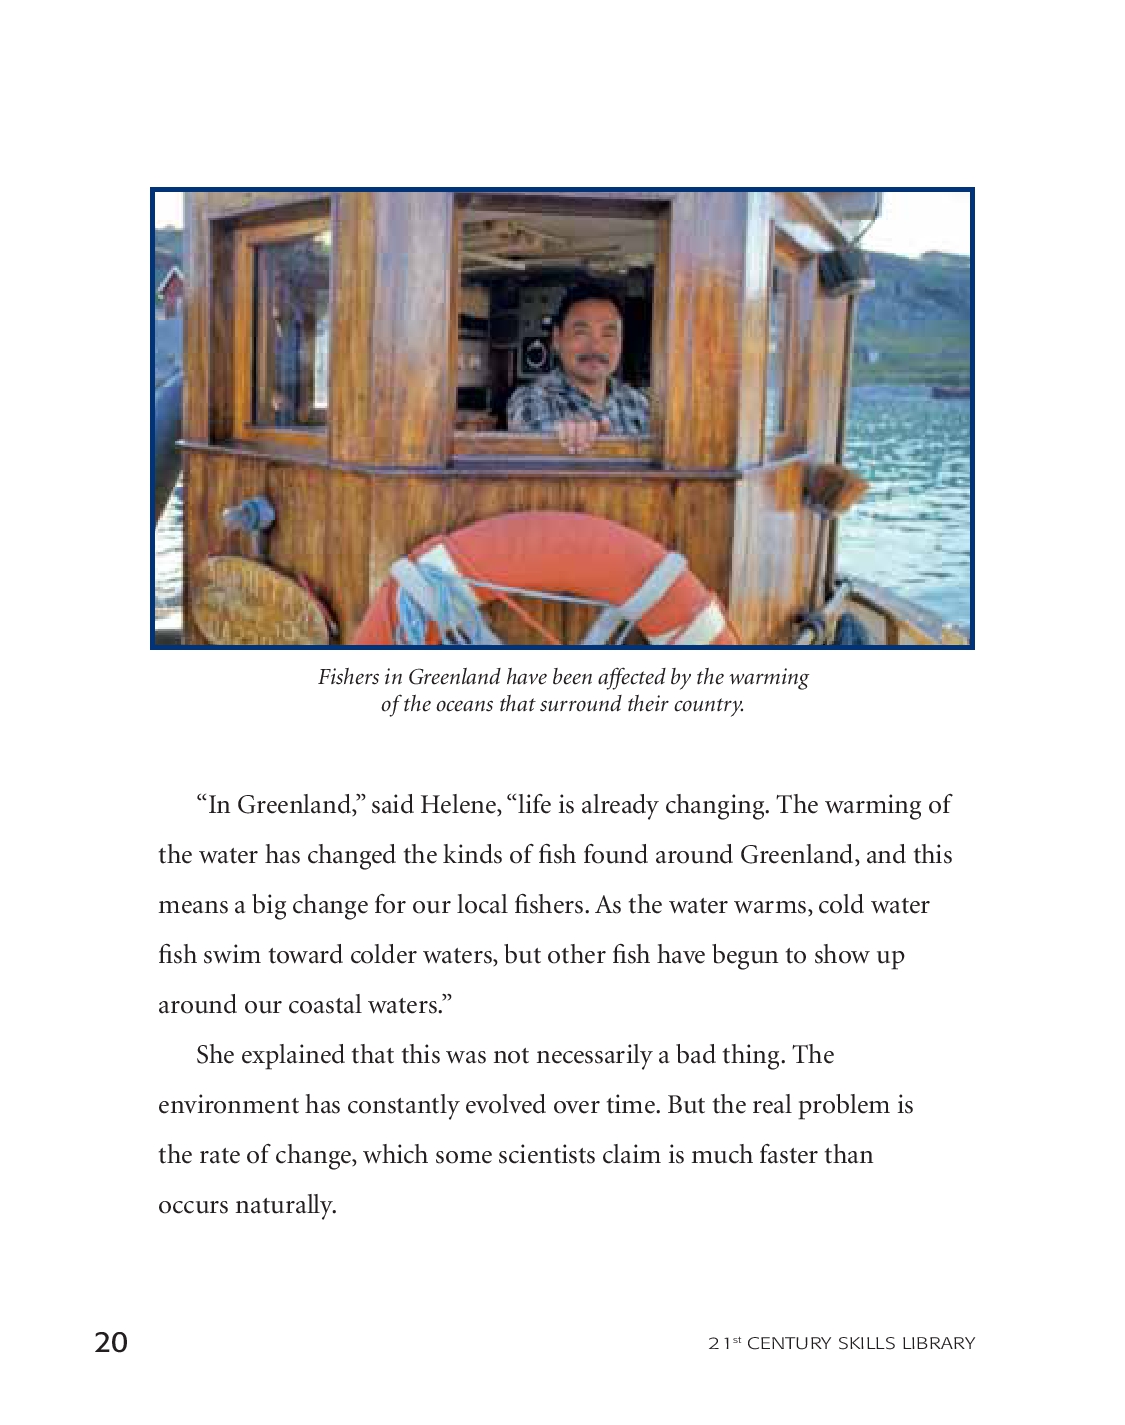 Fishers in Greenland have been affected by the warming
of the oceans that surround their country.
“In Greenland,” said Helene, “life is already changing. The warming of
the water has changed the kinds of fish found around Greenland, and this
means a big change for our local fishers. As the water warms, cold water
fish swim toward colder waters, but other fish have begun to show up
around our coastal waters.”
She explained that this was not necessarily a bad thing. The
environment has constantly evolved over time. But the real problem is
the rate of change, which some scientists claim is much faster than
occurs naturally.
20
21st CENTURY SKILLS LIBRARY